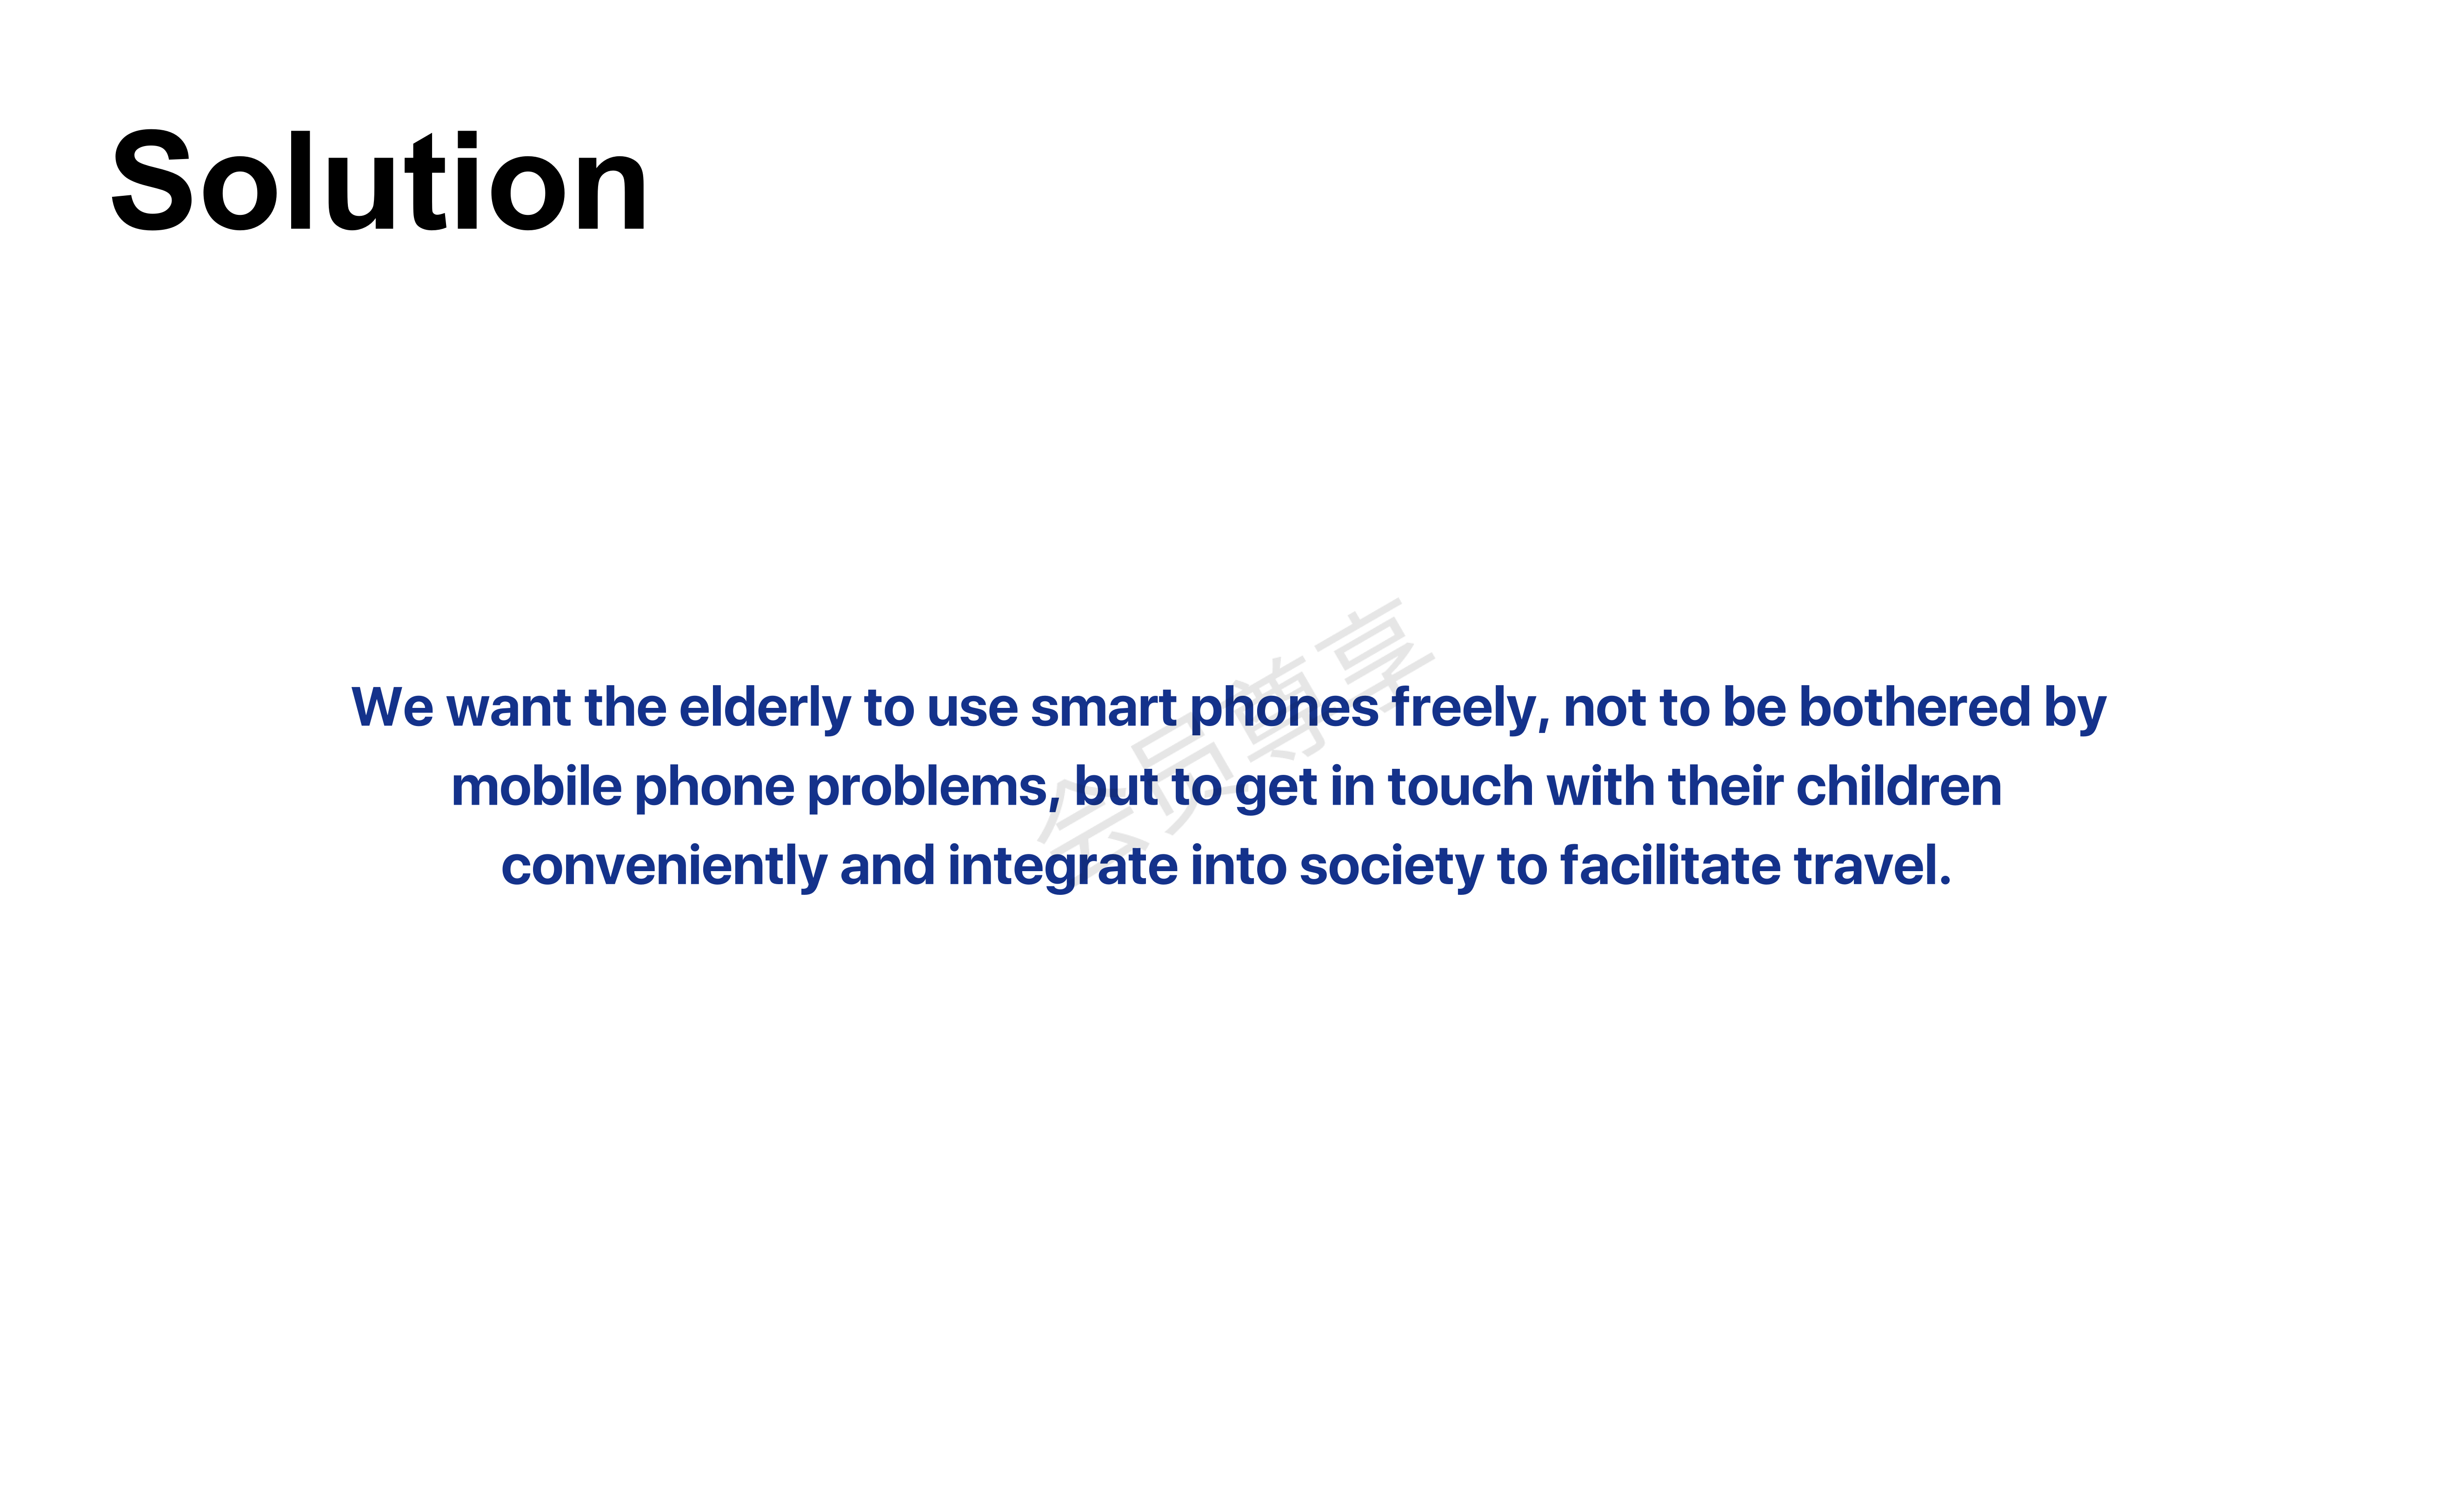 Solution
We want the elderly to use smart phones freely, not to be bothered by
mobile phone problems, but to get in touch with their children
conveniently and integrate into society to facilitate travel.
会员尊享